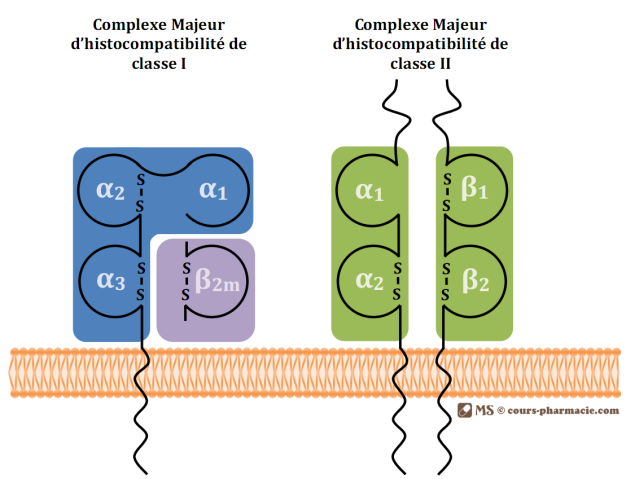 Complexe Majeur
d’histocompatibilité de
classe I
Complexe Majeur
d’histocompatibilité de
classe II
α2 S S α1
α3 S S S S β2m
α1 S S β1
α2 S S S S β2
MS © cours-pharmacie.com